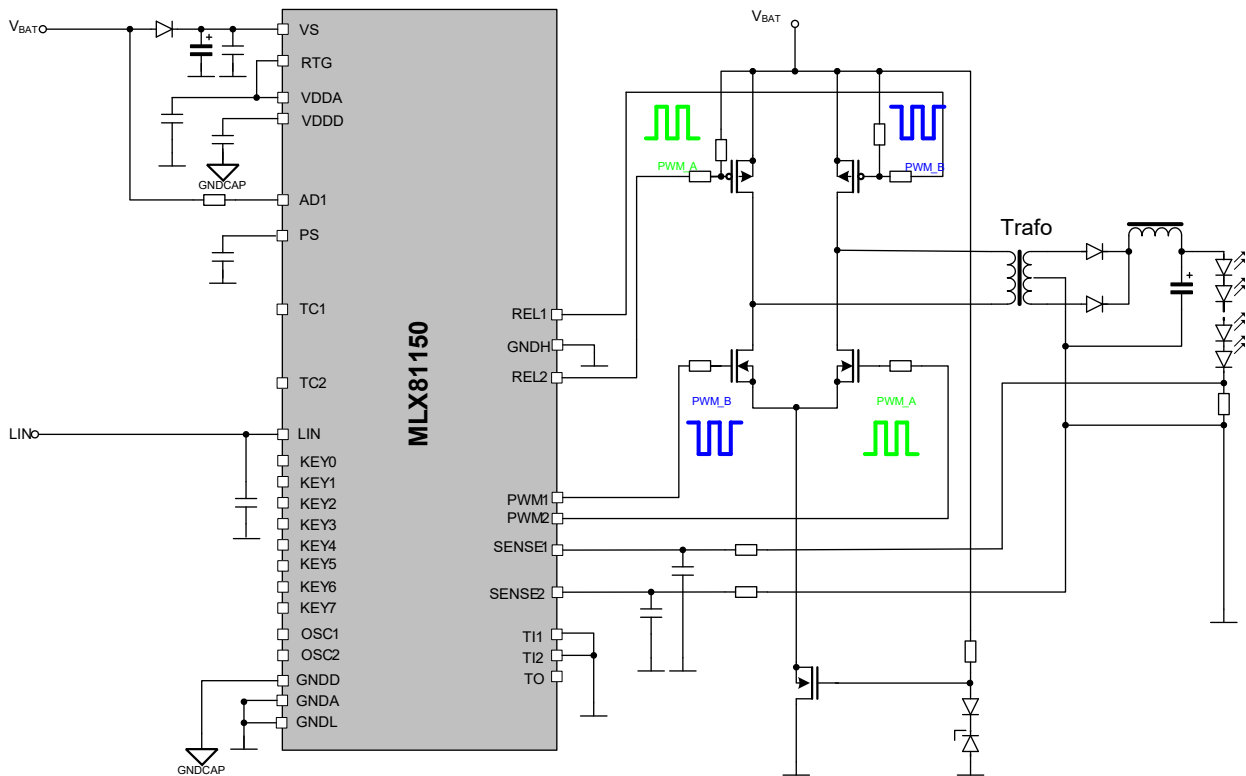 VBAT
VS
RTG
VDDA
VDDD
GNDCAP
AD1
PS
TC1
TC2
LIN
LIN
KEY0
KEY1
KEY2
KEY3
KEY4
KEY5
KEY6
KEY7
OSC1
OSC2
GNDD
GNDA
GNDL
GNDCAP
MLX81150
REL1
GNDH
REL2
PWM1
PWM2
SENSE1
SENSE2
TI1
TI2
TO
VBAT
PWM_A
PWM_B
PWM_B
PWM_A
Trafo
+
+